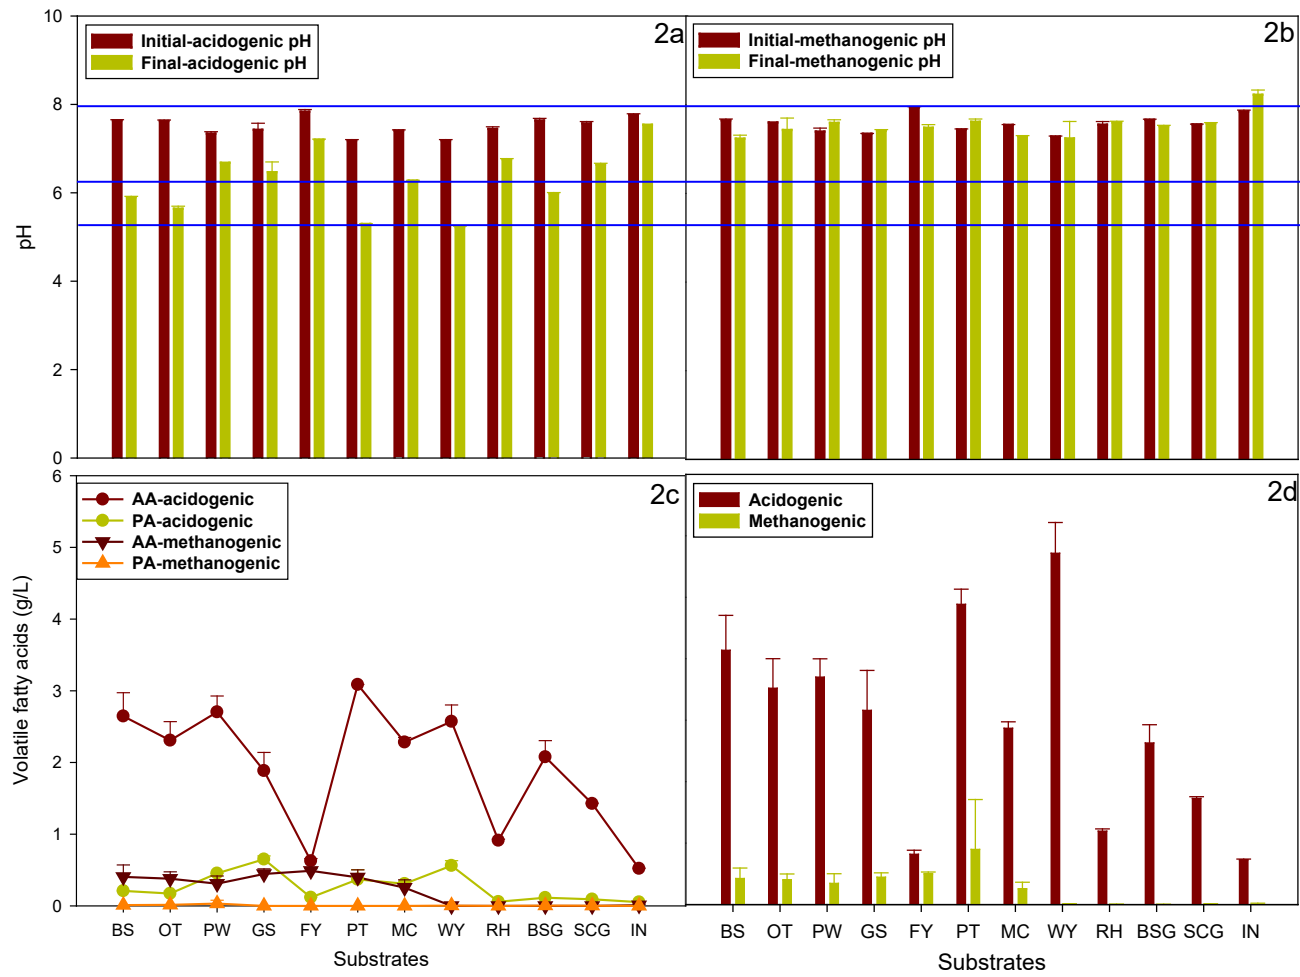 2a
Initial-acidogenic pH
Final-acidogenic pH
2b
Initial-methanogenic pH
Final-methanogenic pH
10
8
6
4
2
0
pH
2c
AA-acidogenic
PA-acidogenic
AA-methanogenic
PA-methanogenic
2d
Acidogenic
Methanogenic
6
5
4
3
2
1
0
Volatile fatty acids (g/L)
BS OT PW GS FY PT MC WY RH BSG SCG IN
Substrates
BS OT PW GS FY PT MC WY RH BSG SCG IN
Substrates